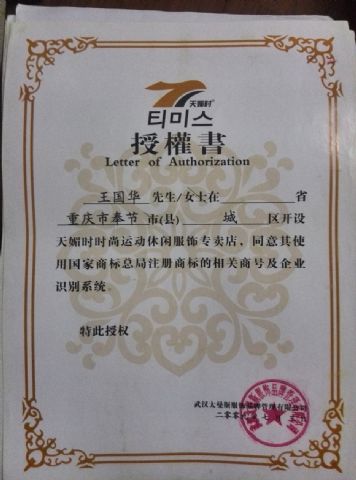 天媚时
티미스
授權書
Letter of Authorization
王国华 先生/女士在 省
重庆市奉节 市(县) 城 区开设
天媚时时尚运动休闲服饰专卖店，同意其使
用国家商标总局注册商标的相关商号及企业
识别系统。
特此授权